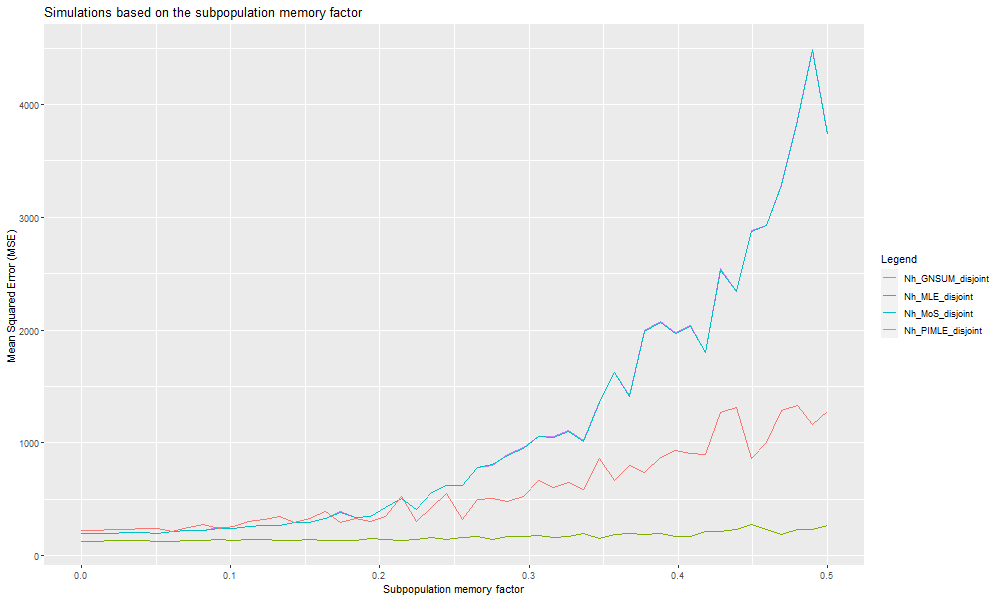 Simulations based on the subpopulation memory factor
4000
3000
2000
1000
0
Mean Squared Error (MSE)
0.0 0.1 0.2 0.3 0.4 0.5
Subpopulation memory factor
Legend
Nh_GNSUM_disjoint
Nh_MLE_disjoint
Nh_MoS_disjoint
Nh_PIMLE_disjoint